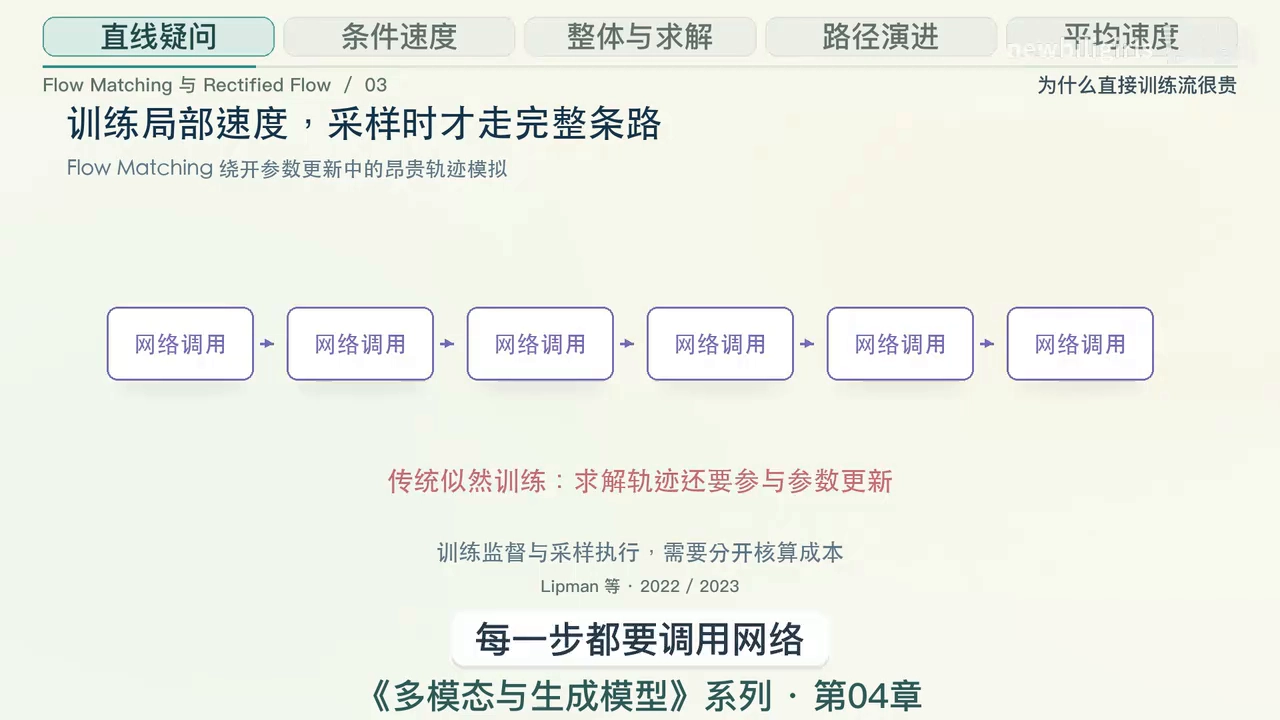 直线疑问
条件速度
整体与求解
路径演进
平均速度
Flow Matching 与 Rectified Flow / 03
为什么直接训练流很贵
训练局部速度，采样时才走完整条路
Flow Matching 绕开参数更新中的昂贵轨迹模拟
网络调用
网络调用
网络调用
网络调用
网络调用
网络调用
传统似然训练：求解轨迹还要参与参数更新
训练监督与采样执行，需要分开核算成本
Lipman 等 · 2022 / 2023
每一步都要调用网络
《多模态与生成模型》系列 · 第04章